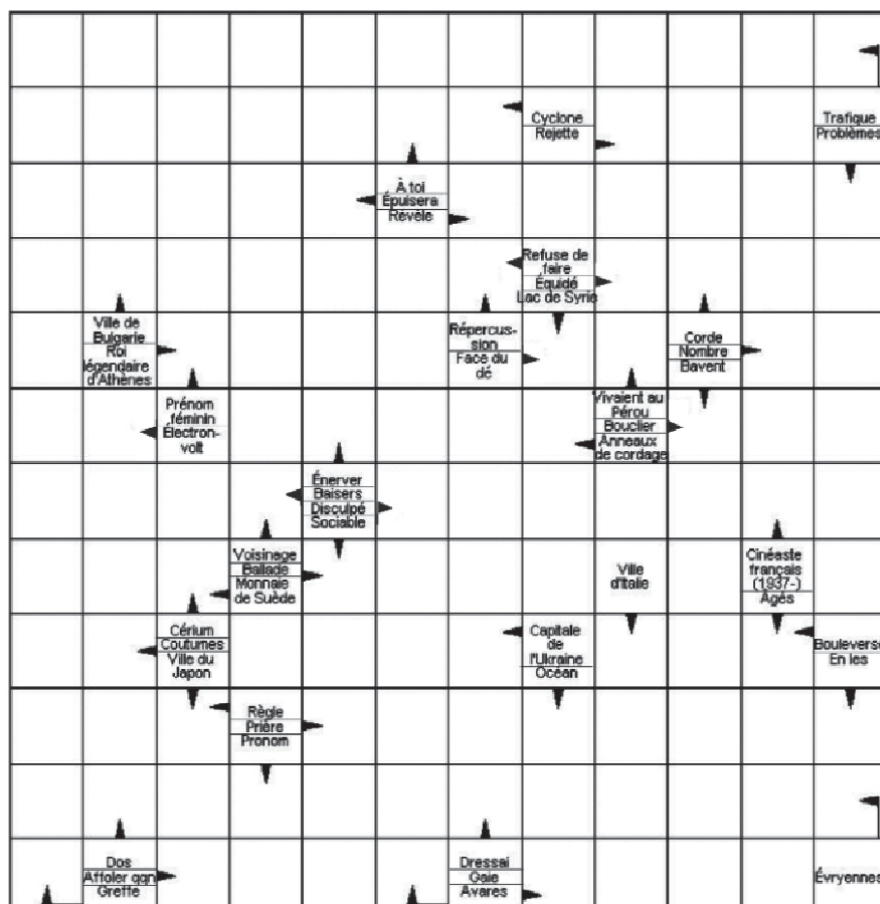 Cyclone
Rejette
Trafique
Problèmes
À toi
Épuisera
Révèle
Refuse de
faire
Équidé
Lac de Syrie
Ville de
Bulgarie
Roi
légendaire
d'Athènes
Répercus-
sion
Face du
dé
Corde
Nombre
Bavent
Prénom
féminin
Électron-
volt
Vivaient au
Pérou
Bouclier
Anneaux
de cordage
Énerver
Baisers
Disculpé
Sociable
Voisinage
Ballade
Monnaie
de Suède
Ville
d'Italie
Cinéaste
français
(1937-)
Âgés
Cérium
Coutumes
Ville du
Japon
Capitale
de
l'Ukraine
Océan
Bouleverse
En les
Règle
Prière
Pronom
Dos
Affoler qqn
Greffe
Dressai
Gaie
Avares
Évryennes